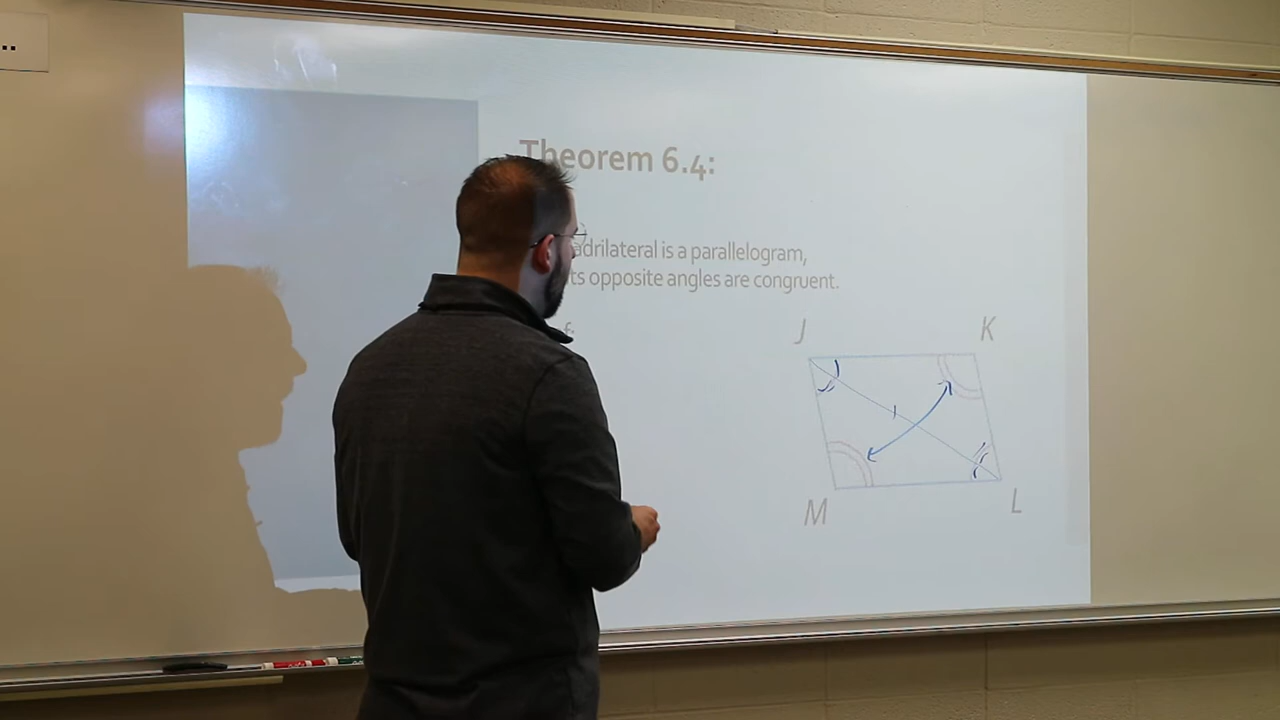 Theorem 6.4:
adrilateral is a parallelogram,
ts opposite angles are congruent.
J K
M L